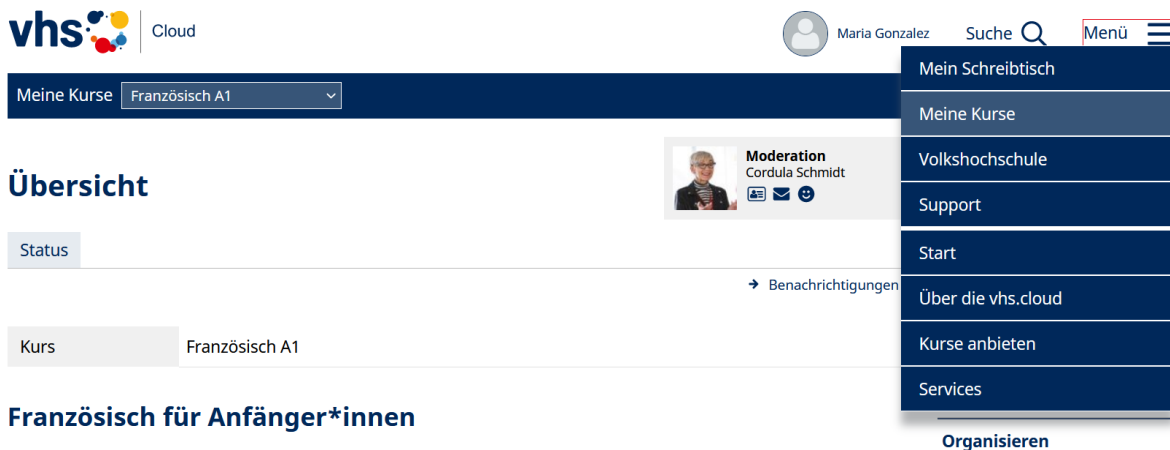 vhs Cloud
Maria Gonzalez
Suche
Menü
Meine Kurse Französisch A1
Mein Schreibtisch
Meine Kurse
Volkshochschule
Support
Start
Über die vhs.cloud
Kurse anbieten
Services
Übersicht
Moderation
Cordula Schmidt
Status
Benachrichtigungen
Kurs Französisch A1
Französisch für Anfänger*innen
Organisieren